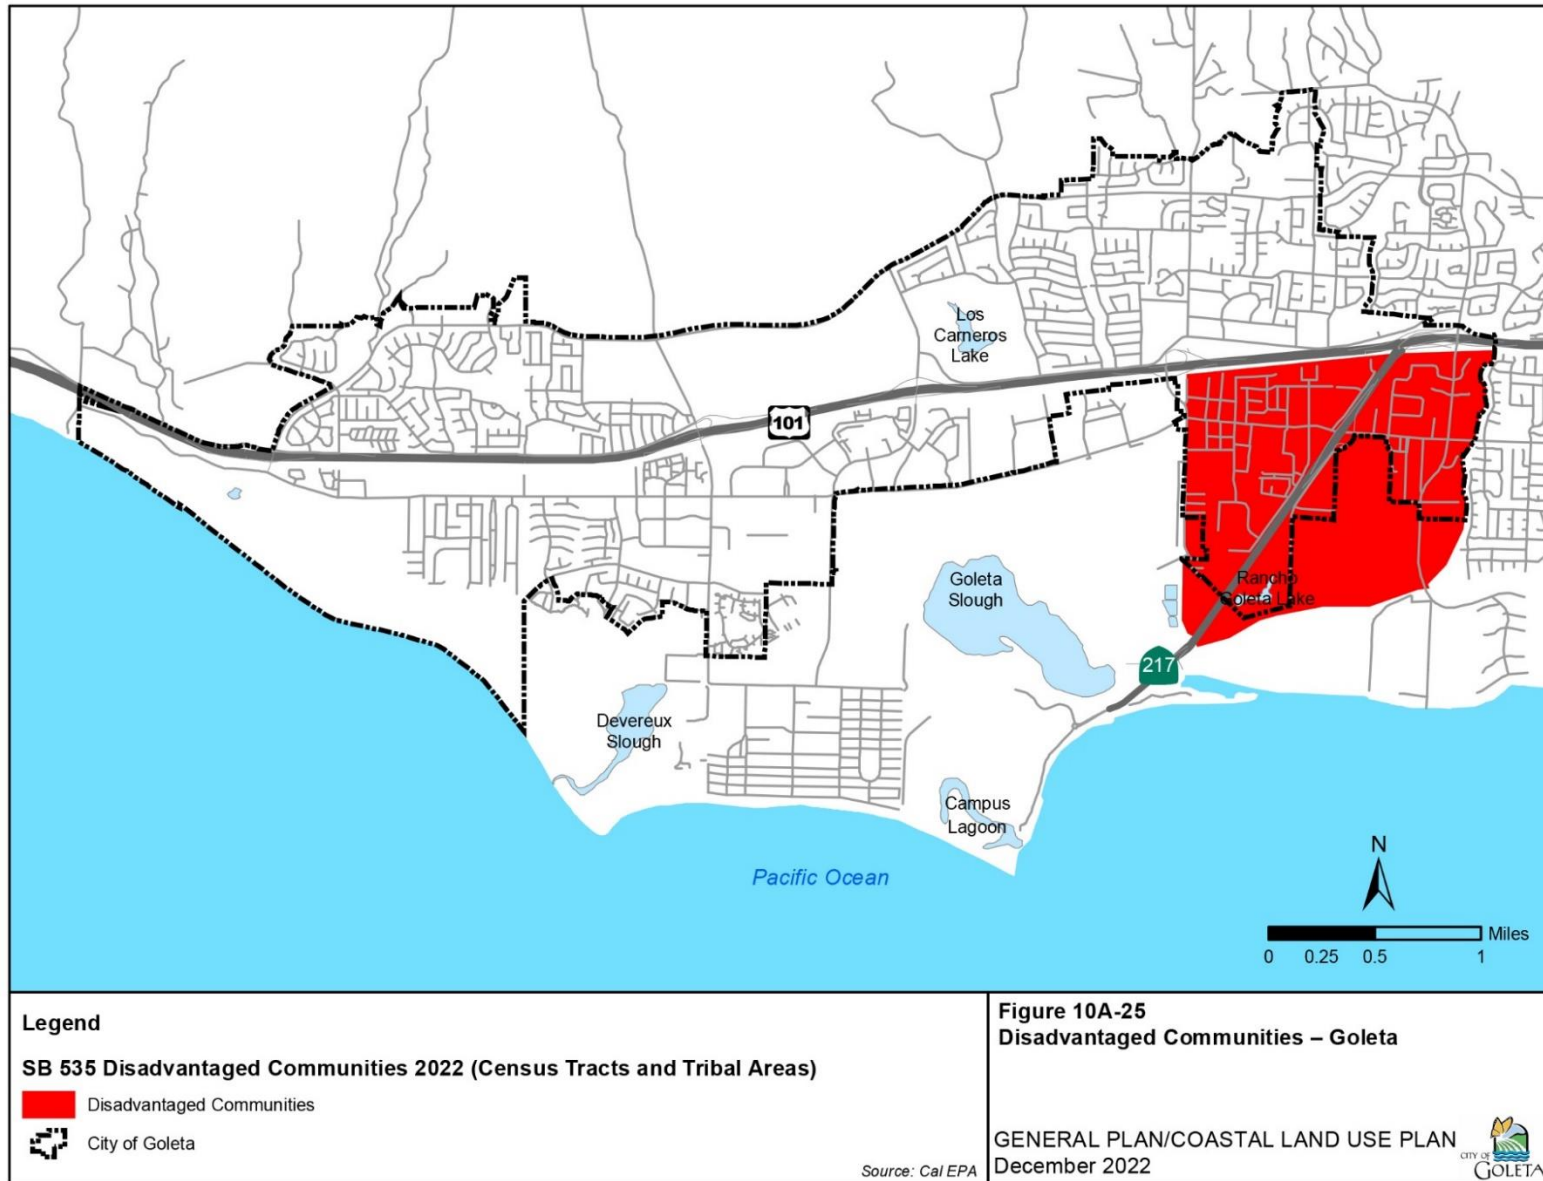 Los
Carneros
Lake
101
Goleta
Slough
Rancho
Goleta Lake
217
Devereux
Slough
Campus
Lagoon
Pacific Ocean
N
Miles
0 0.25 0.5 1
Legend
SB 535 Disadvantaged Communities 2022 (Census Tracts and Tribal Areas)
Disadvantaged Communities
City of Goleta
Source: Cal EPA
Figure 10A-25
Disadvantaged Communities – Goleta
GENERAL PLAN/COASTAL LAND USE PLAN
December 2022
CITY OF
GOLETA